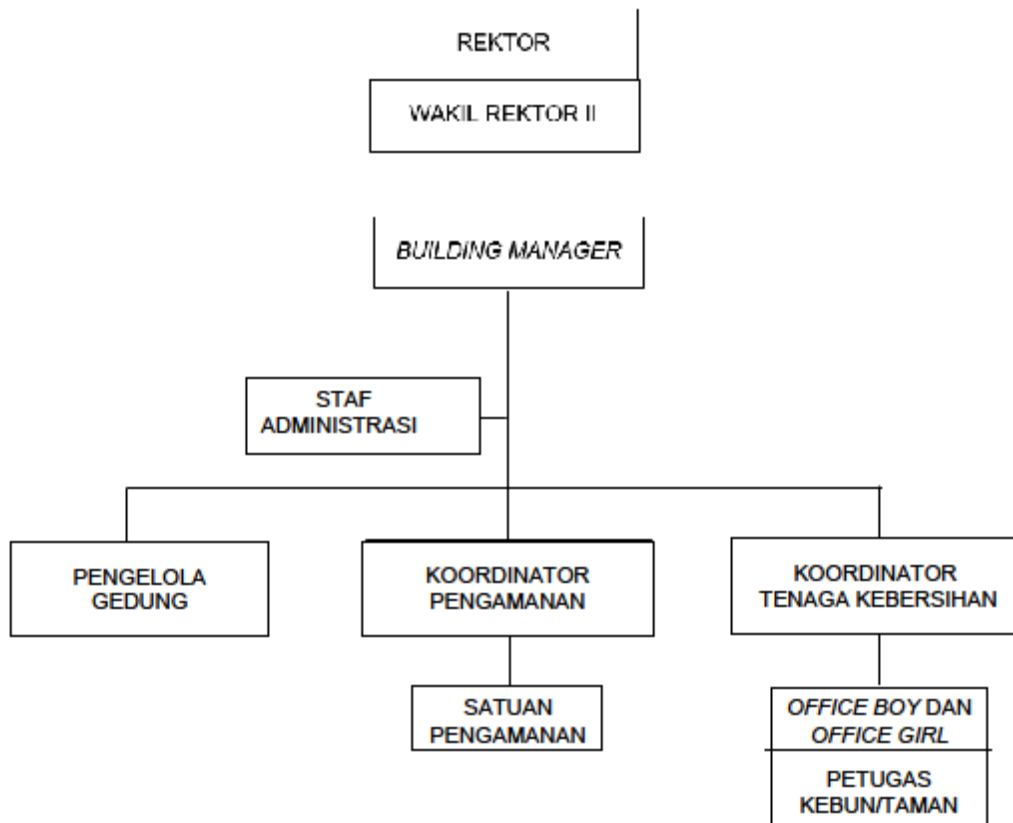 REKTOR
WAKIL REKTOR II
BUILDING MANAGER
STAF
ADMINISTRASI
PENGELOLA
GEDUNG
KOORDINATOR
PENGAMANAN
KOORDINATOR
TENAGA KEBERSIHAN
SATUAN
PENGAMANAN
OFFICE BOY DAN
OFFICE GIRL
PETUGAS
KEBUN/TAMAN